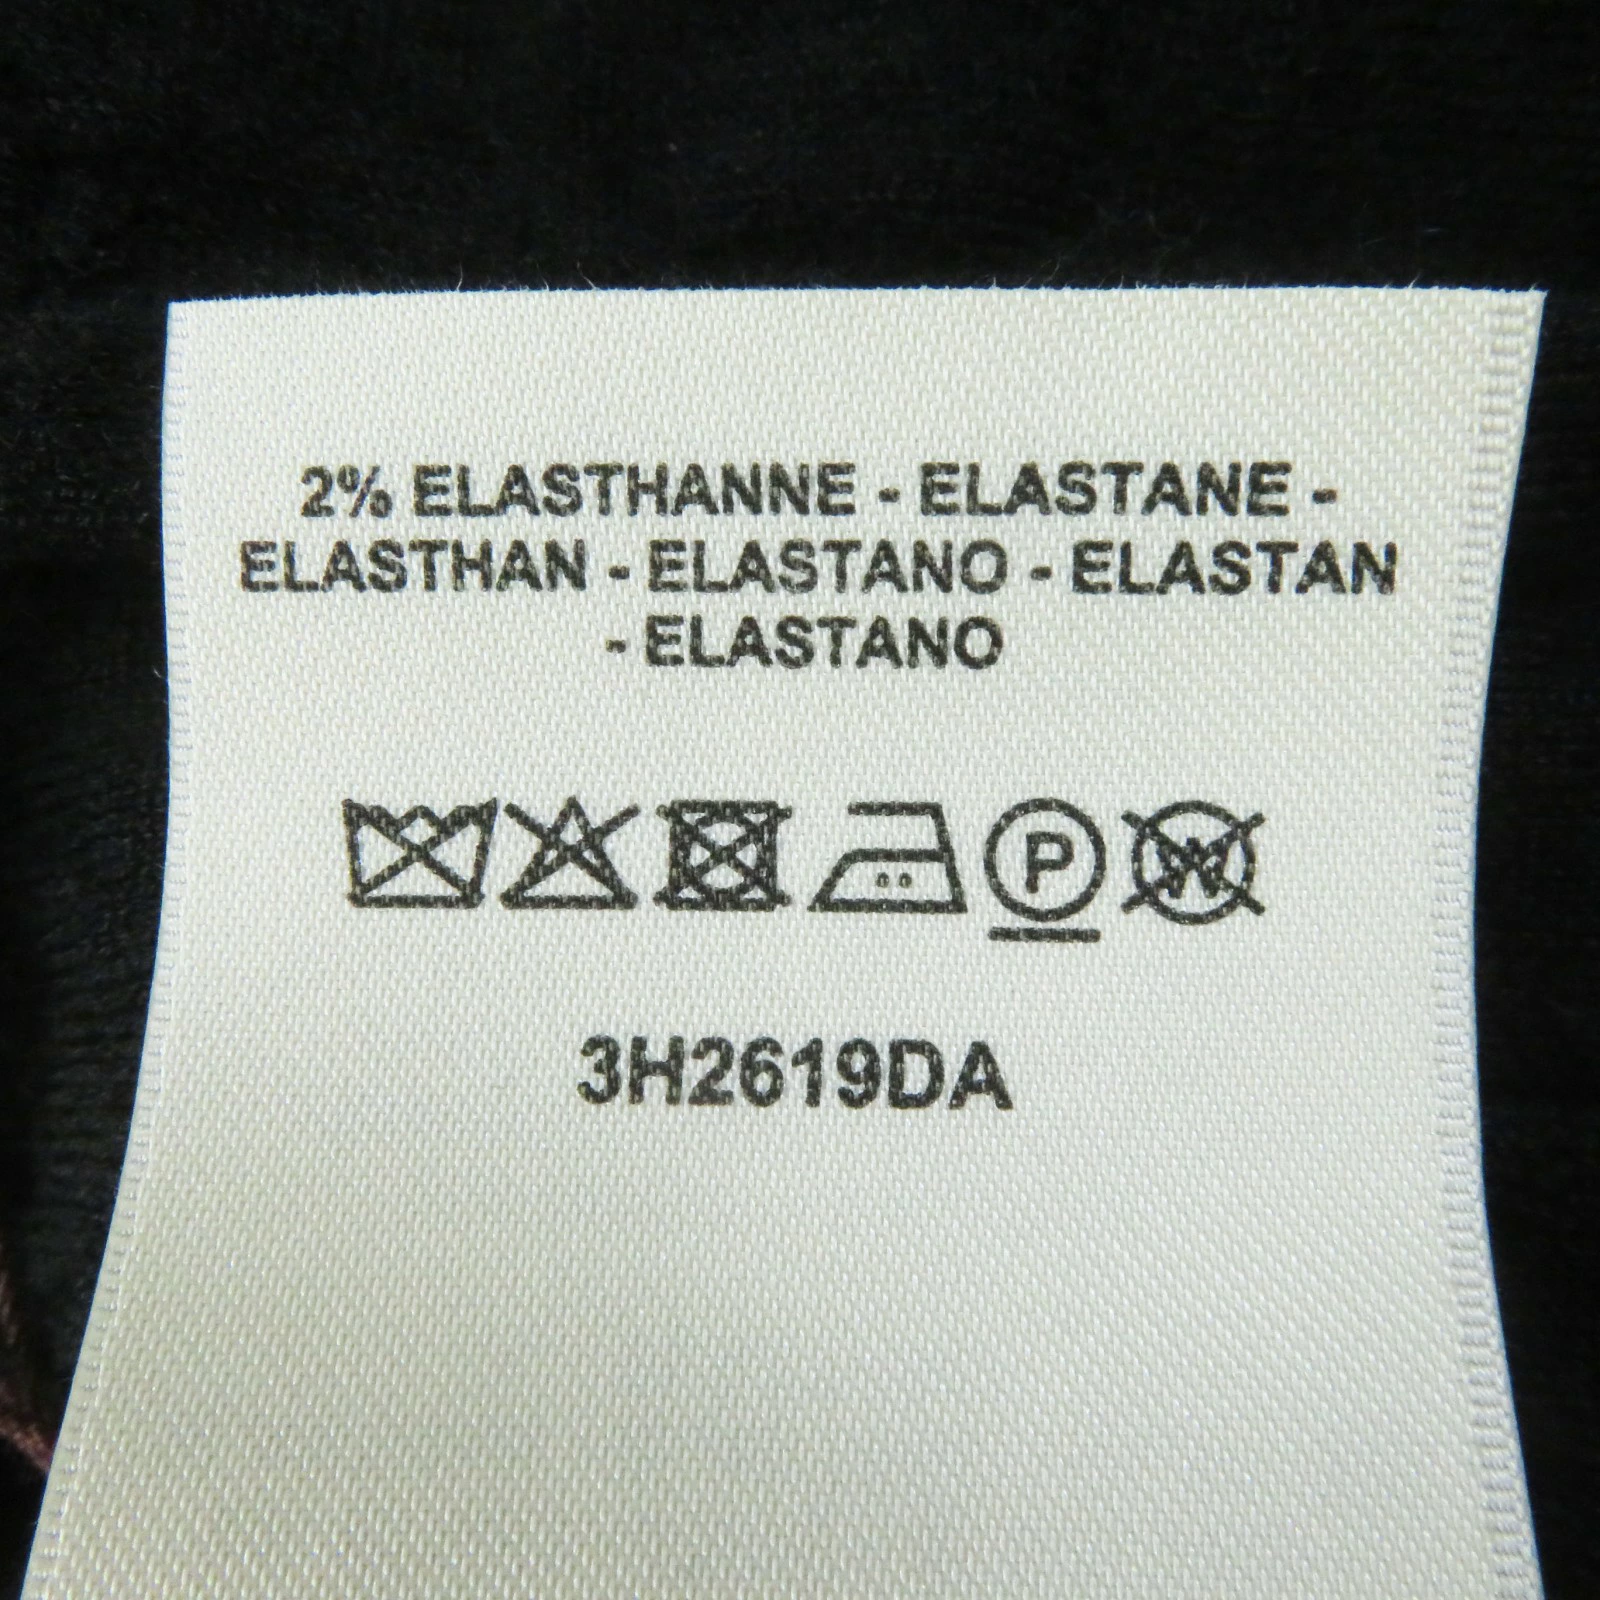 2% ELASTHANNE - ELASTANE -
ELASTHAN - ELASTANO - ELASTAN
- ELASTANO
P W
3H2619DA